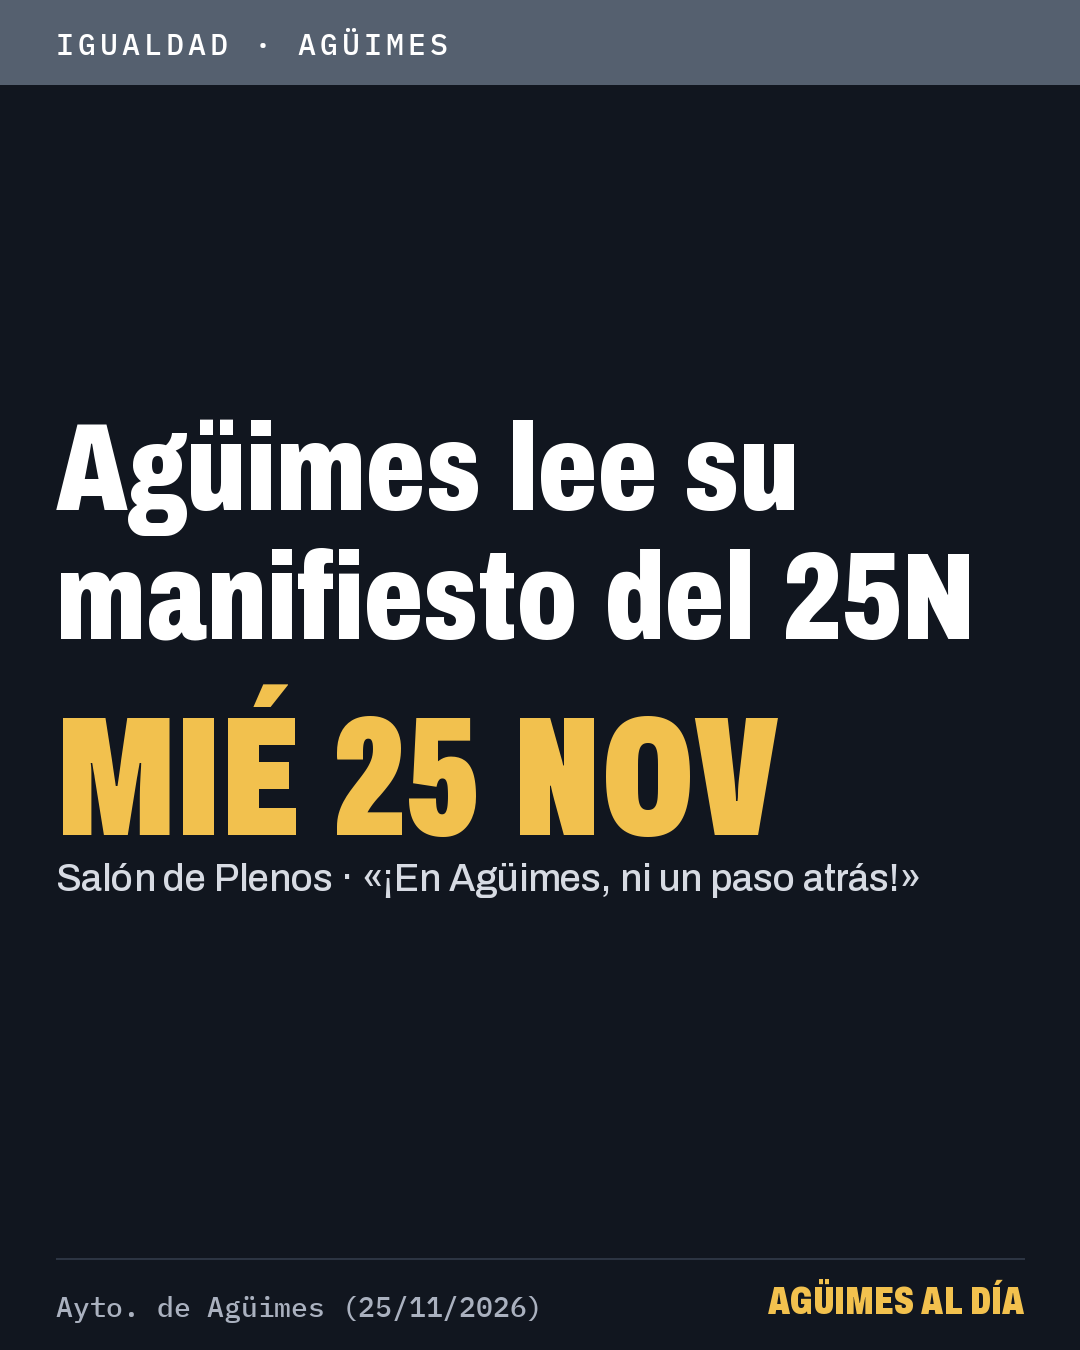 IGUALDAD · AGÜIMES
Agüimes lee su
manifiesto del 25N
MIÉ 25 NOV
Salón de Plenos · «¡En Agüimes, ni un paso atrás!»
Ayto. de Agüimes (25/11/2026)
AGÜIMES AL DÍA